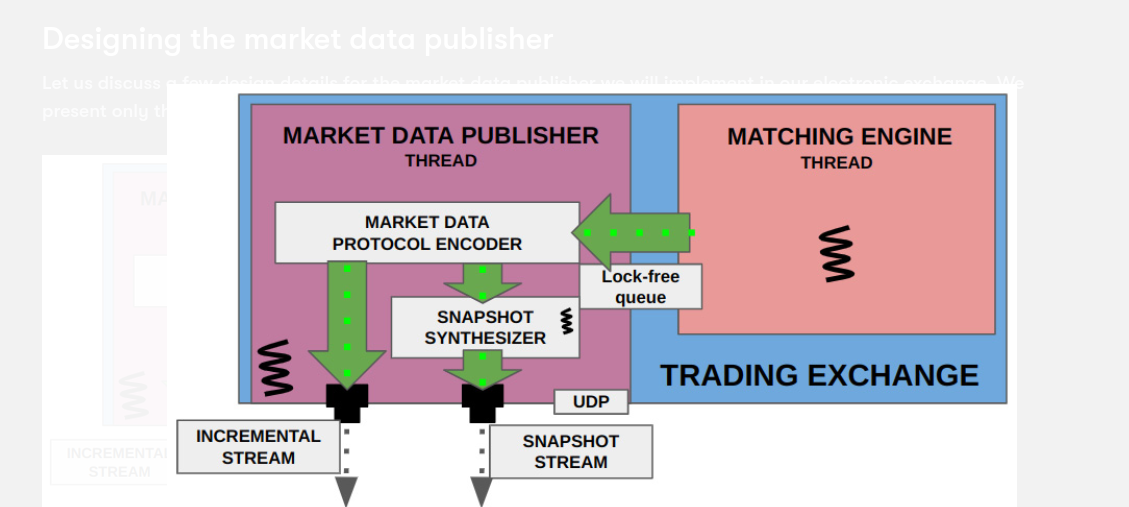 Designing the market data publisher
Let us discuss a few design details for the market data publisher we will implement in our electronic exchange. We
present only th
MARKET DATA PUBLISHER
THREAD
MATCHING ENGINE
THREAD
MARKET DATA
PROTOCOL ENCODER
Lock-free
queue
SNAPSHOT
SYNTHESIZER
TRADING EXCHANGE
UDP
INCREMENTAL
STREAM
SNAPSHOT
STREAM
MA
INCREMENTAL
STREAM